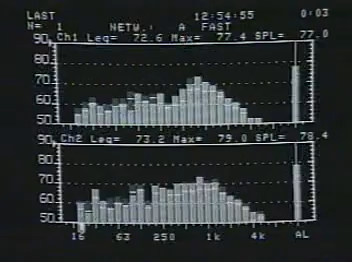 LAST 12:54:55 0:03
N= 1 NETW.: A FAST
90 Ch1 Leq= 72.6 Max= 77.4 SPL= 77.0
80
70
60
50
90 Ch2 Leq= 73.2 Max= 79.0 SPL= 78.4
80
70
60
50
16 63 250 1k 4k AL